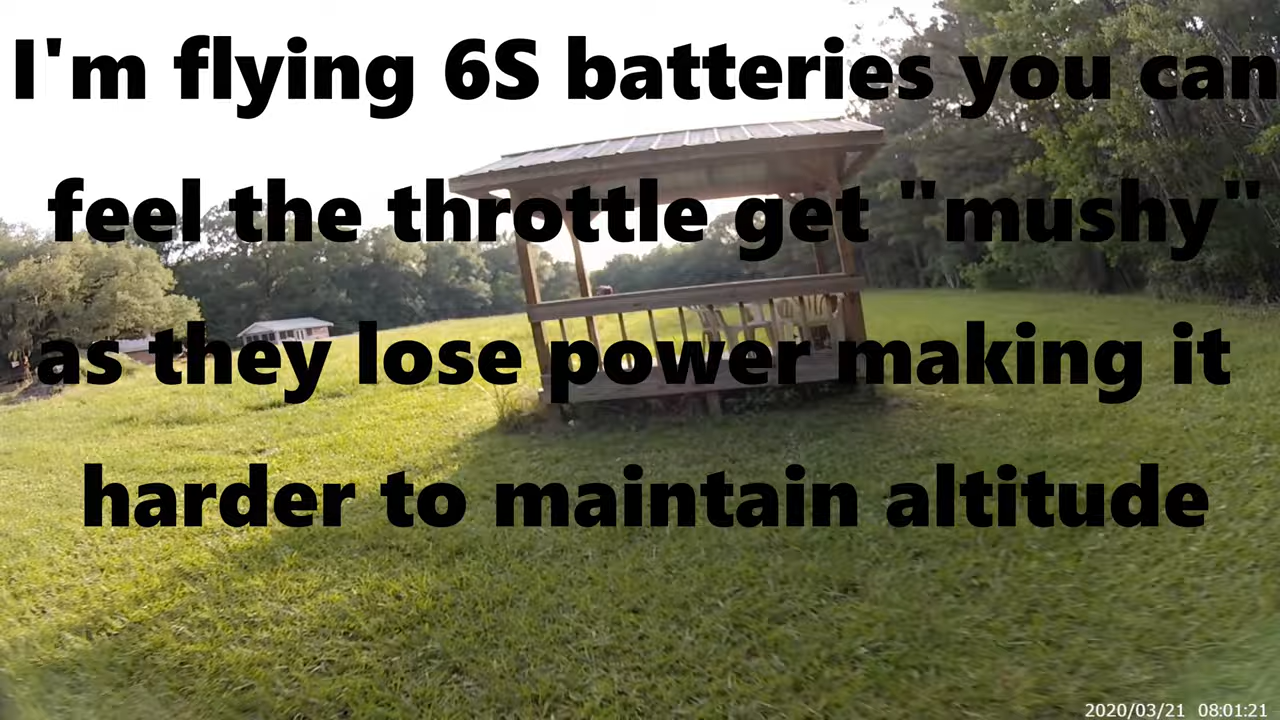 I'm flying 6S batteries you can
feel the throttle get "mushy"
as they lose power making it
harder to maintain altitude
2020/03/21 08:01:21